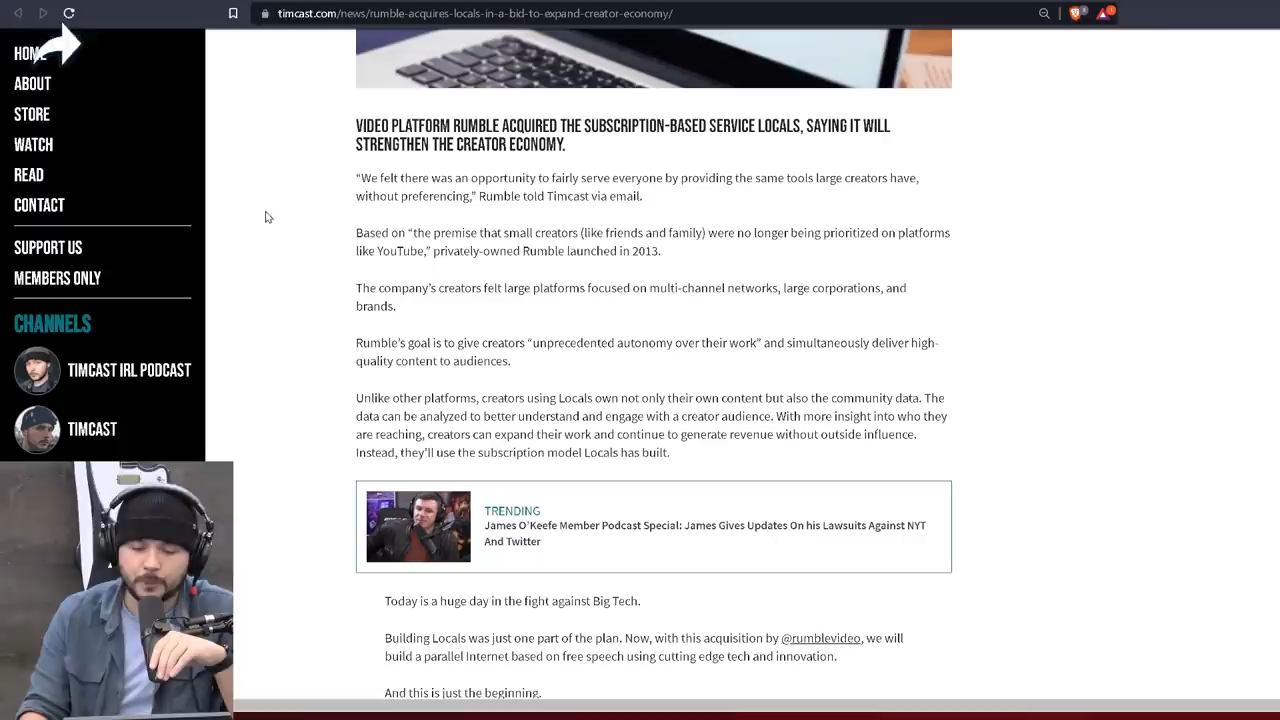 timcast.com/news/rumble-acquires-locals-in-a-bid-to-expand-creator-economy/
HOME
ABOUT
STORE
WATCH
READ
CONTACT
SUPPORT US
MEMBERS ONLY
CHANNELS
TIMCAST IRL PODCAST
TIMCAST
VIDEO PLATFORM RUMBLE ACQUIRED THE SUBSCRIPTION-BASED SERVICE LOCALS, SAYING IT WILL
STRENGTHEN THE CREATOR ECONOMY.
“We felt there was an opportunity to fairly serve everyone by providing the same tools large creators have,
without preferencing,” Rumble told Timcast via email.
Based on “the premise that small creators (like friends and family) were no longer being prioritized on platforms
like YouTube,” privately-owned Rumble launched in 2013.
The company’s creators felt large platforms focused on multi-channel networks, large corporations, and
brands.
Rumble’s goal is to give creators “unprecedented autonomy over their work” and simultaneously deliver high-
quality content to audiences.
Unlike other platforms, creators using Locals own not only their own content but also the community data. The
data can be analyzed to better understand and engage with a creator audience. With more insight into who they
are reaching, creators can expand their work and continue to generate revenue without outside influence.
Instead, they’ll use the subscription model Locals has built.
TRENDING
James O’Keefe Member Podcast Special: James Gives Updates On his Lawsuits Against NYT
And Twitter
Today is a huge day in the fight against Big Tech.
Building Locals was just one part of the plan. Now, with this acquisition by @rumblevideo, we will
build a parallel Internet based on free speech using cutting edge tech and innovation.
And this is just the beginning.